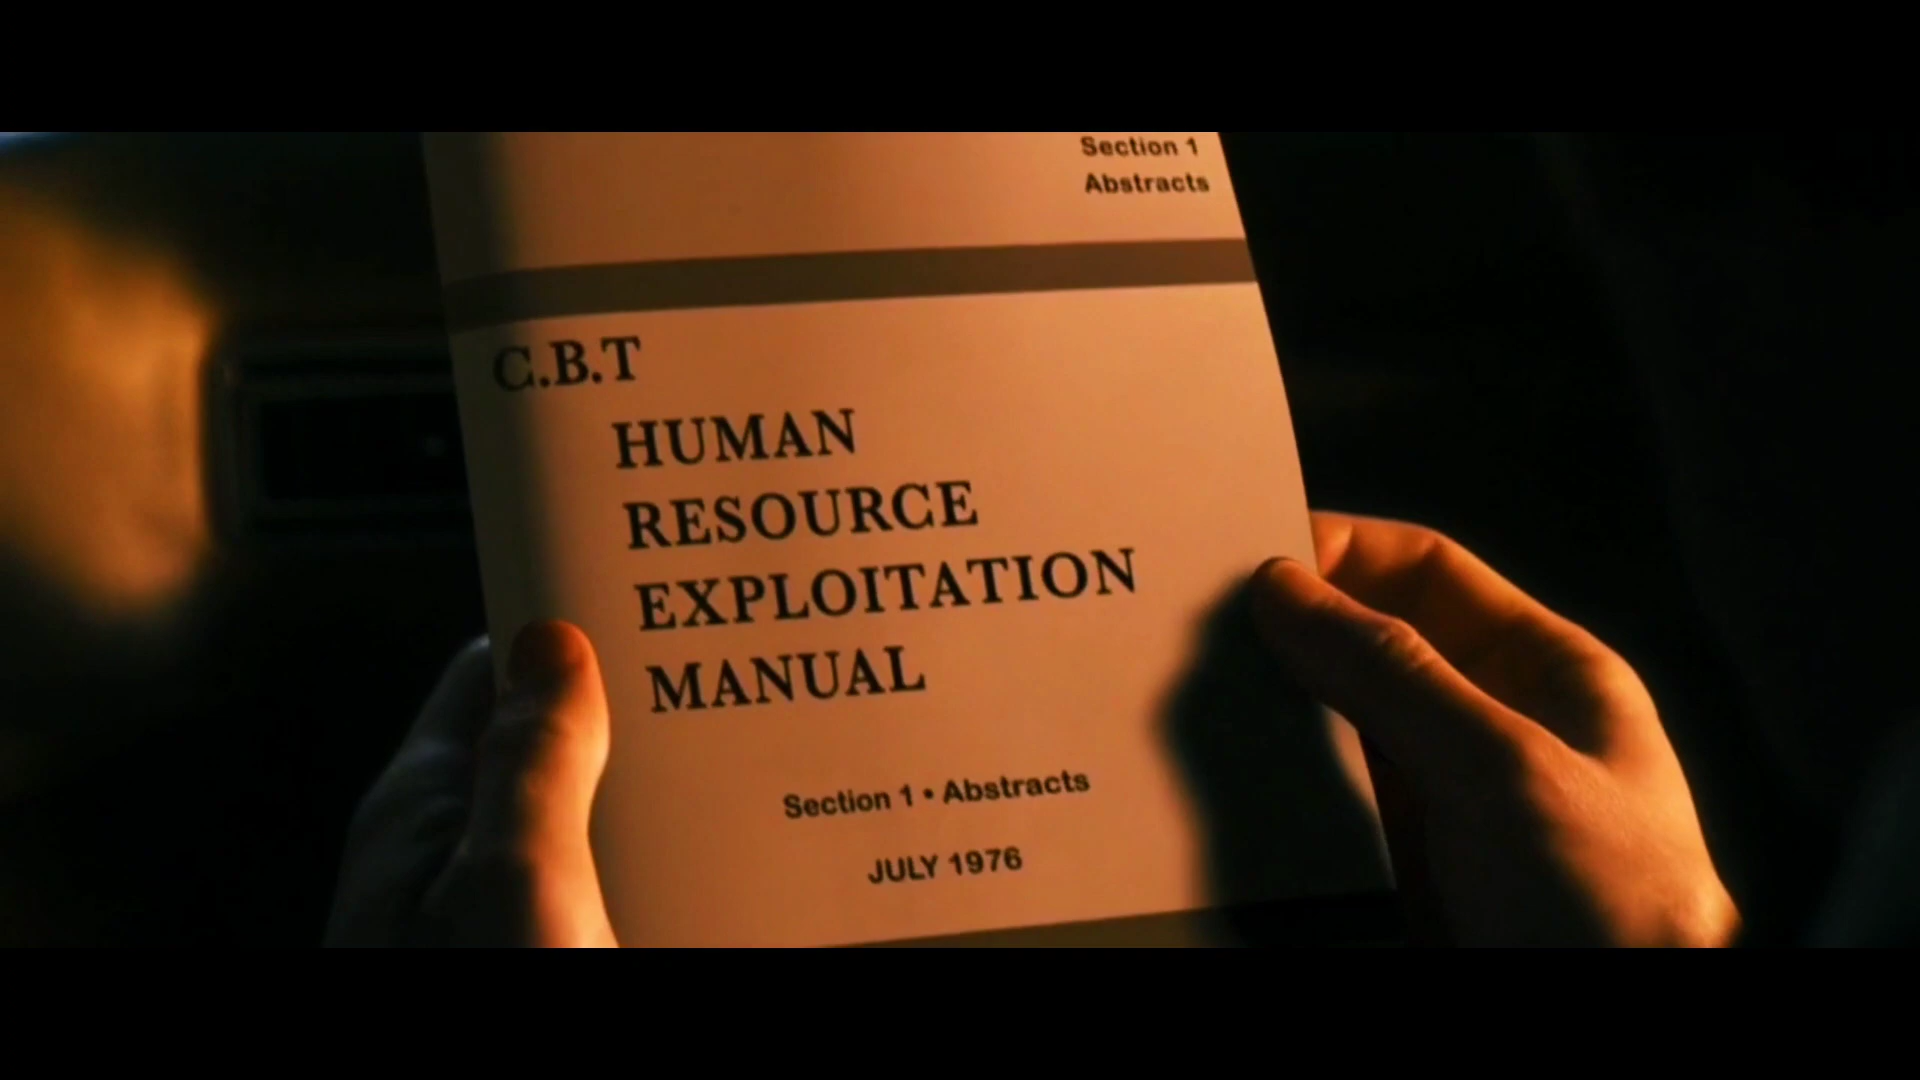 Section 1
Abstracts
C.B.T
HUMAN
RESOURCE
EXPLOITATION
MANUAL
Section 1 • Abstracts
JULY 1976